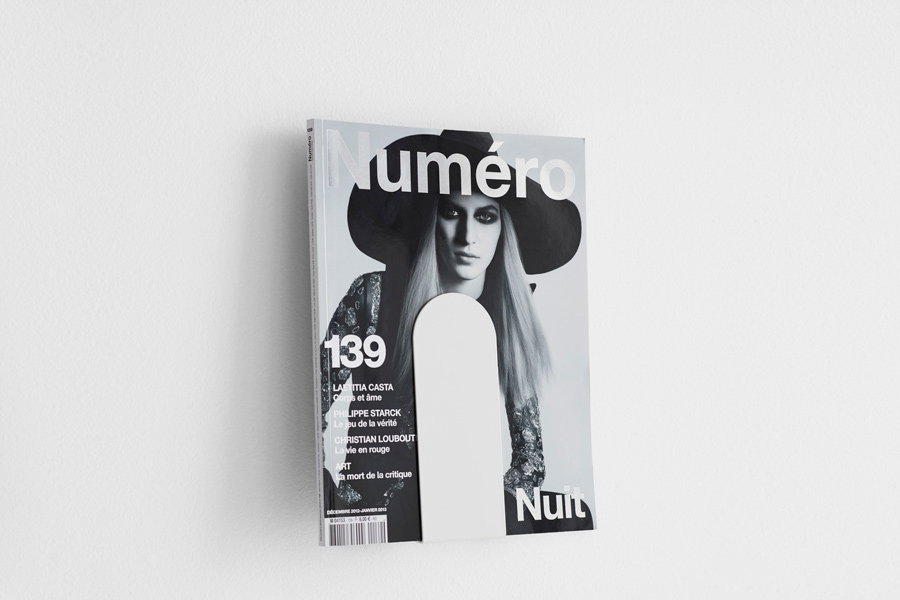 Numéro
139
LAETITIA CASTA
Corps et âme
PHILIPPE STARCK
Le jeu de la vérité
CHRISTIAN LOUBOUT
La vie en rouge
ART
La mort de la critique
Nuit
DÉCEMBRE 2012-JANVIER 2013
Numéro